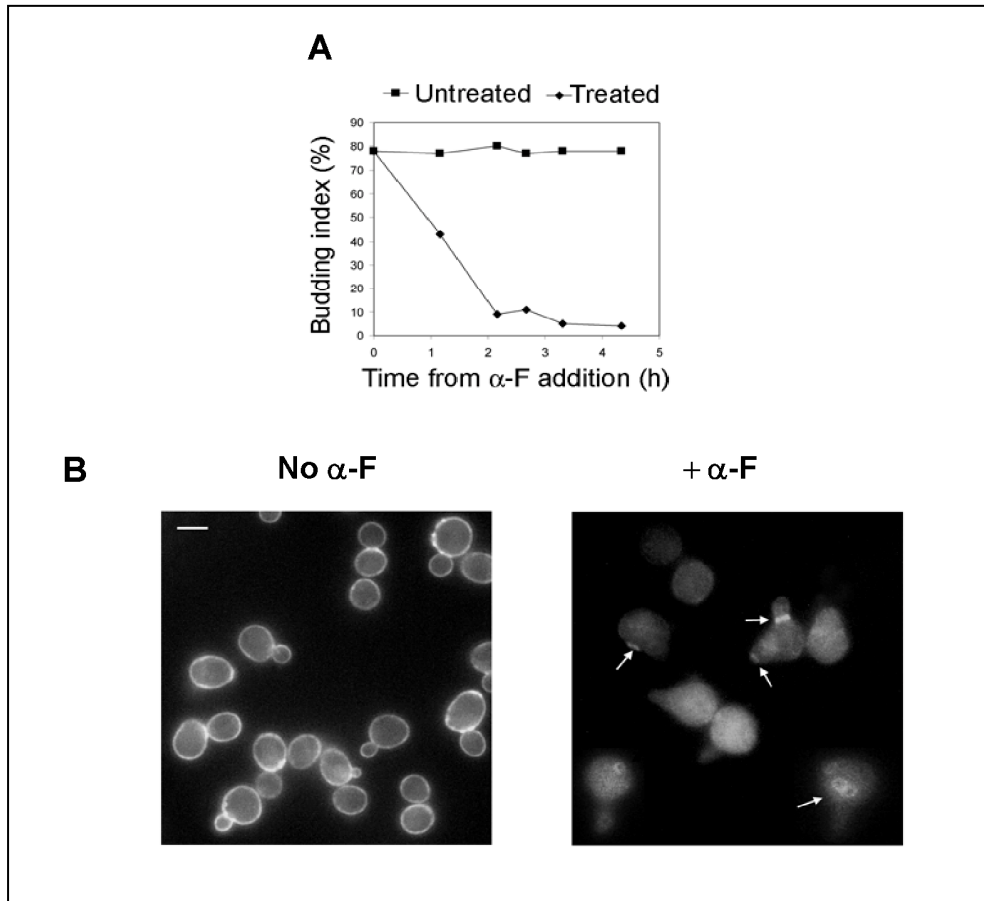 A
Untreated Treated
Budding index (%)
90
80
70
60
50
40
30
20
10
0
0 1 2 3 4 5
Time from α-F addition (h)
B No α-F + α-F